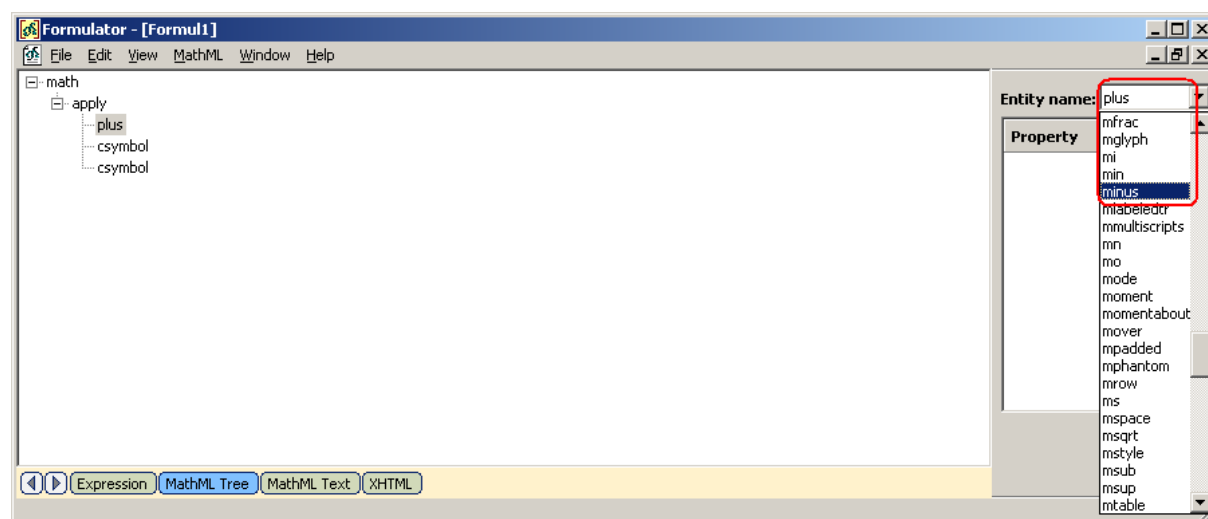 Formulator - [Formul1]
File Edit View MathML Window Help
math
apply
plus
csymbol
csymbol
Entity name: plus
Property
mfrac
mglyph
mi
min
minus
mlabeledtr
mmultiscripts
mn
mo
mode
moment
momentabout
mover
mpadded
mphantom
mrow
ms
mspace
msqrt
mstyle
msub
msup
mtable
Expression MathML Tree MathML Text XHTML